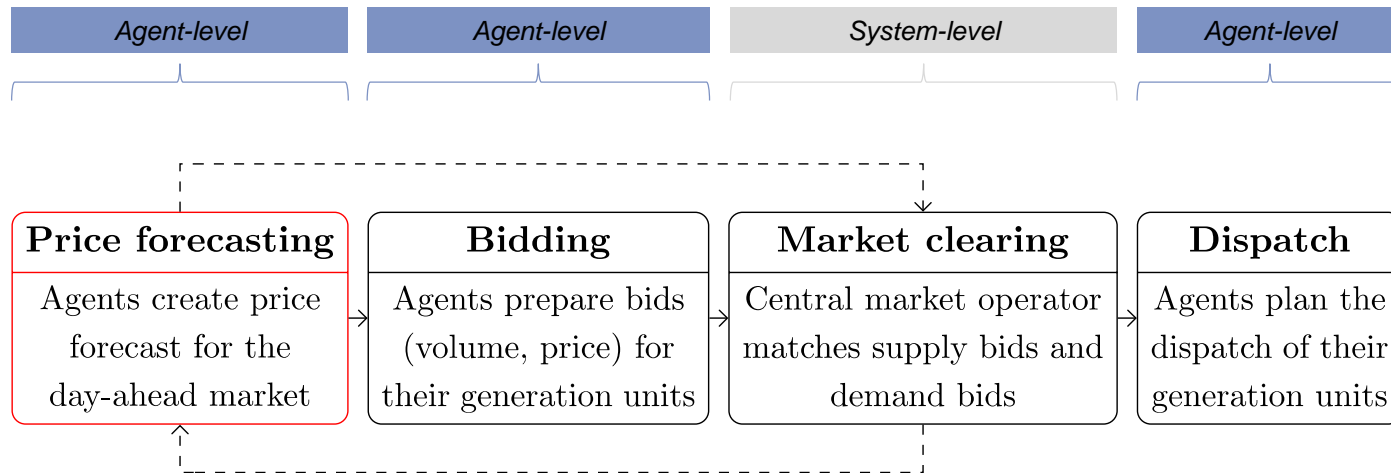 Agent-level
Agent-level
System-level
Agent-level
Price forecasting
Agents create price
forecast for the
day-ahead market
Bidding
Agents prepare bids
(volume, price) for
their generation units
Market clearing
Central market operator
matches supply bids and
demand bids
Dispatch
Agents plan the
dispatch of their
generation units